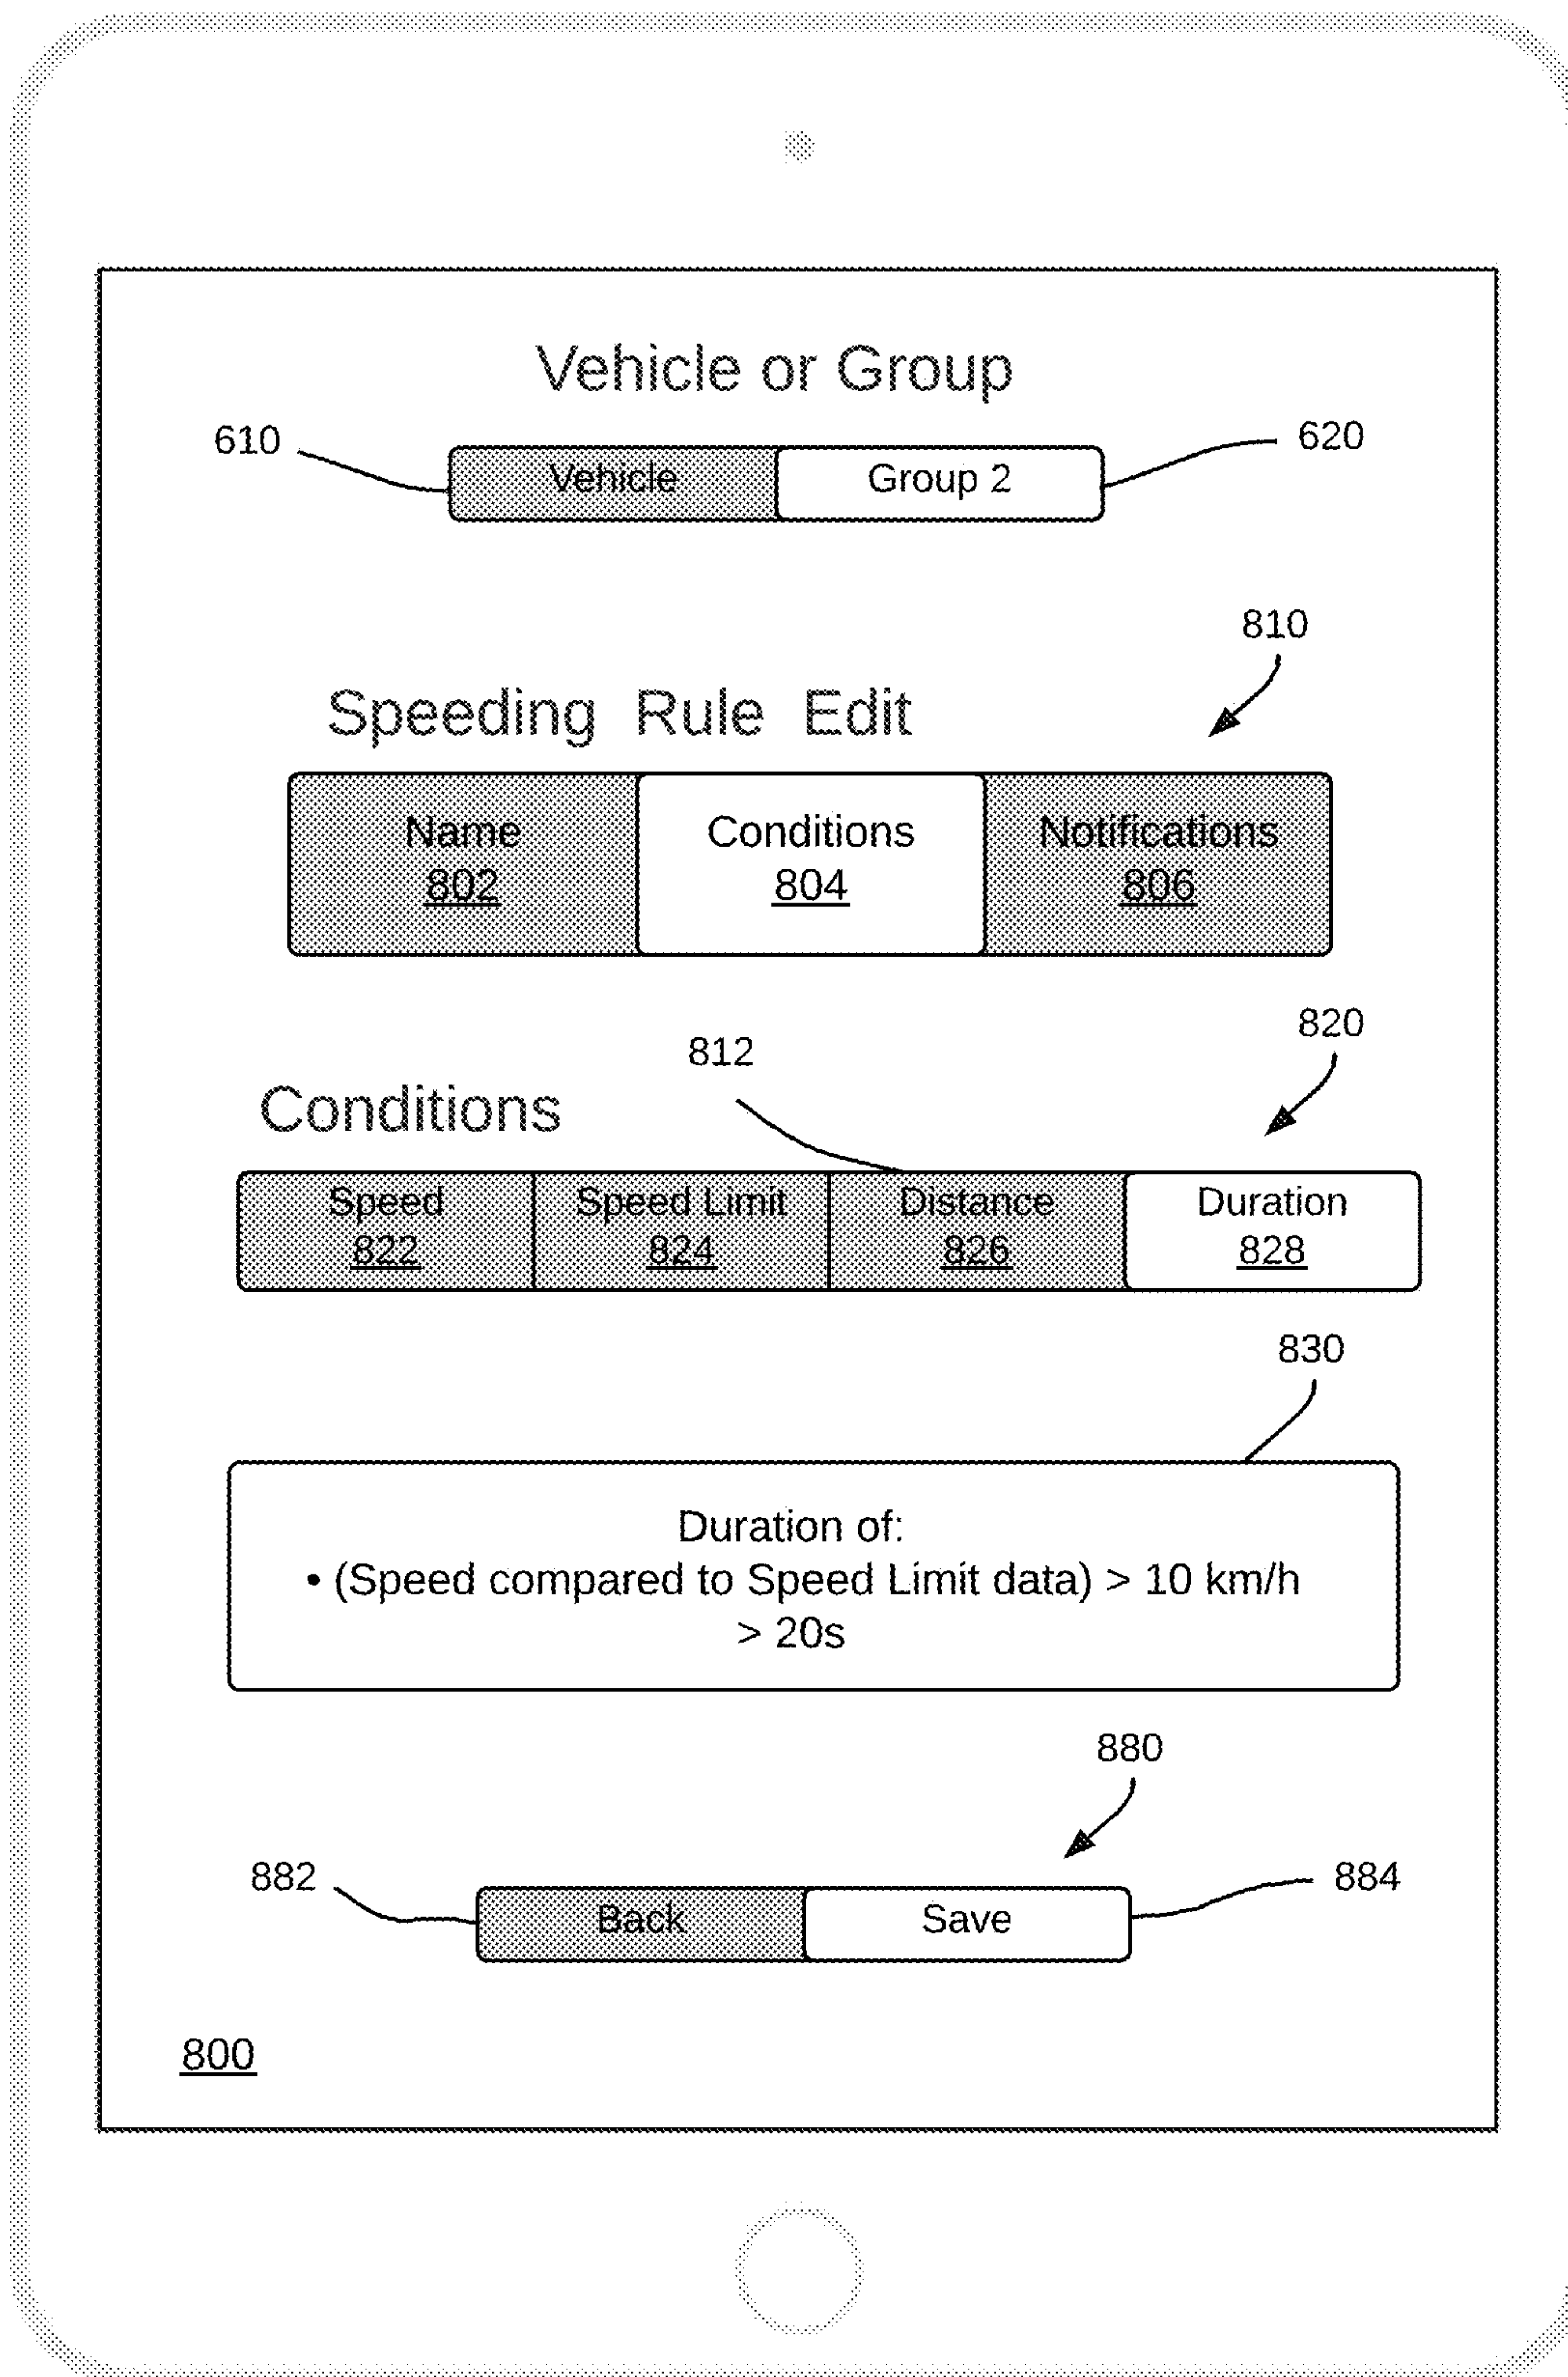 Vehicle or Group
610
620
Vehicle
Group 2
810
Speeding Rule Edit
Name
802
Conditions
804
Notifications
806
820
812
Conditions
Speed
822
Speed Limit
824
Distance
826
Duration
828
830
Duration of:
• (Speed compared to Speed Limit data) > 10 km/h
> 20s
880
882
884
Back
Save
800